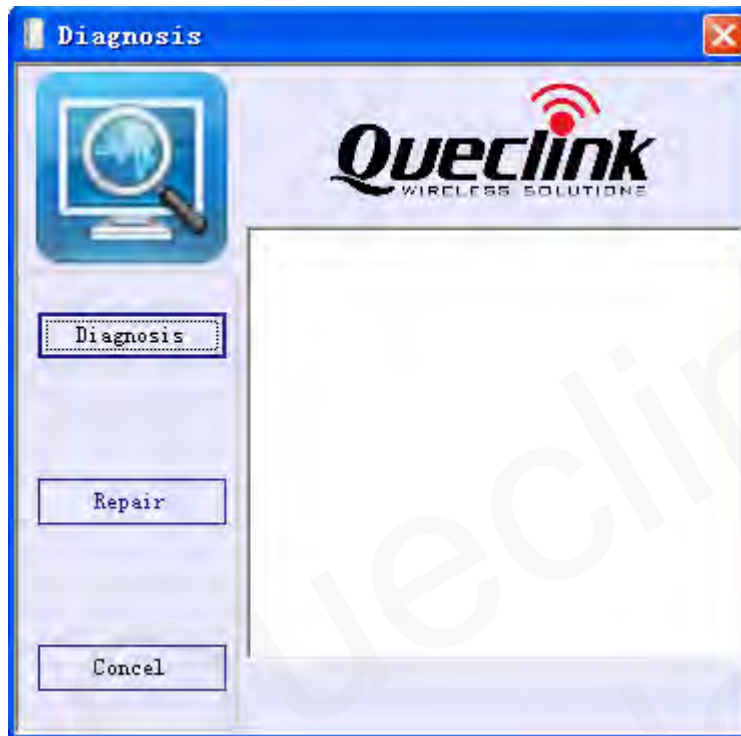 Diagnosis
Queclink
WIRELESS SOLUTIONS
Diagnosis
Repair
Concel